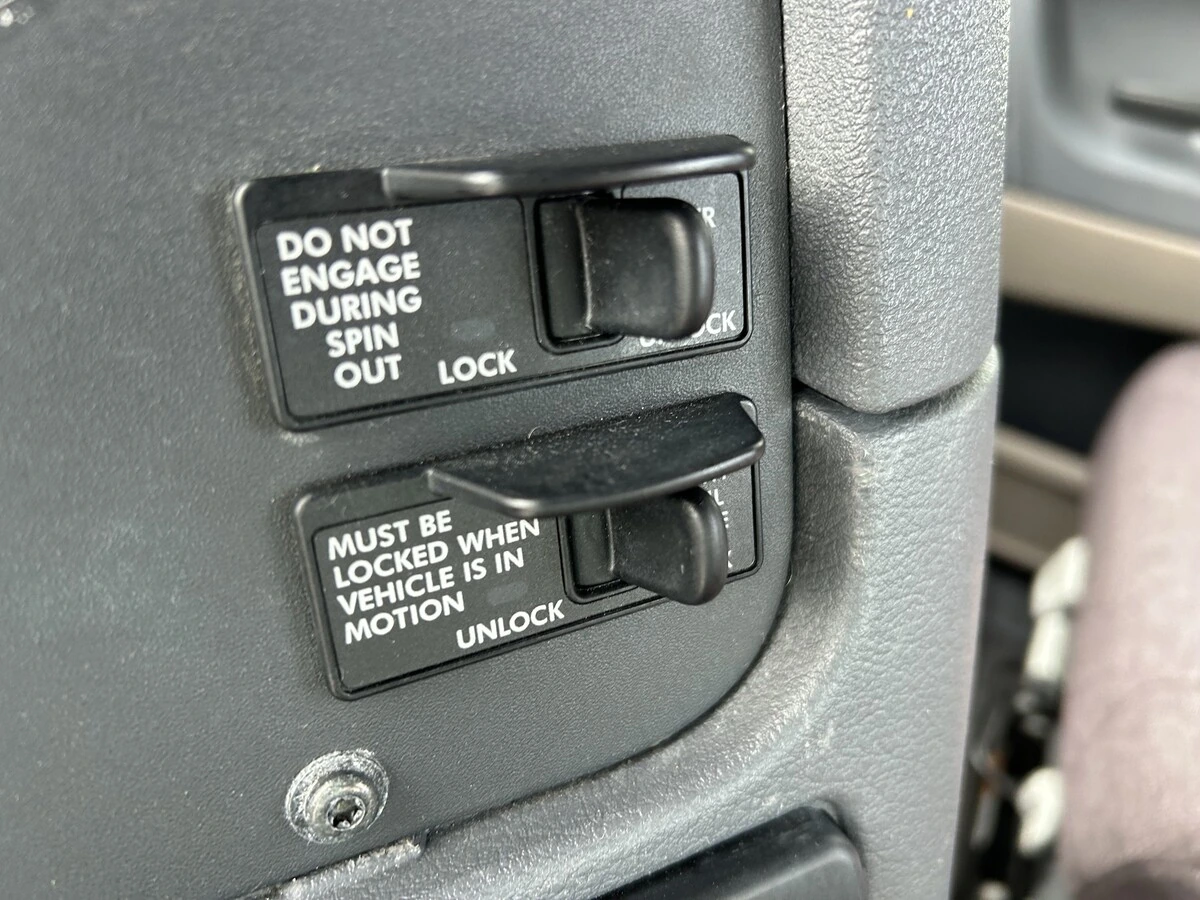 DO NOT
ENGAGE
DURING
SPIN
OUT
LOCK
MUST BE
LOCKED WHEN
VEHICLE IS IN
MOTION
UNLOCK